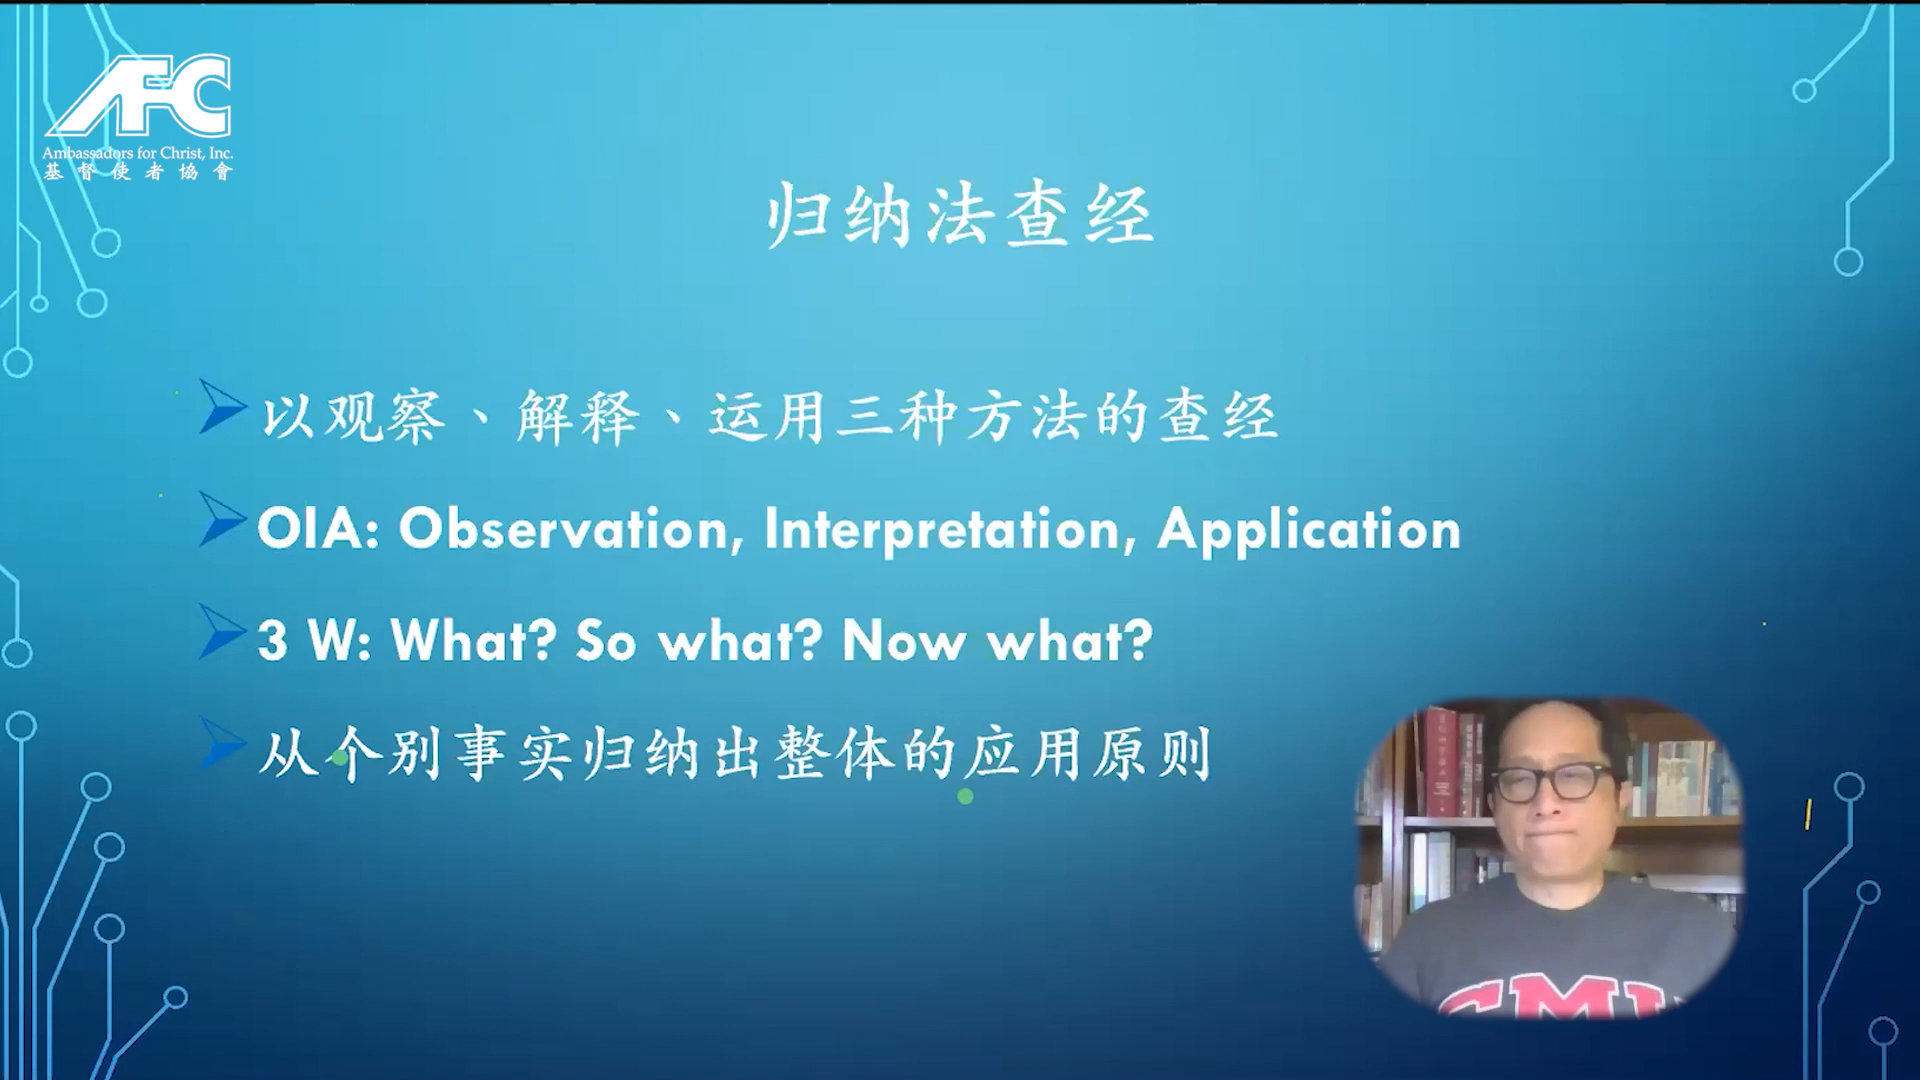 AFC
Ambassadors for Christ, Inc.
基督使者協會
归纳法查经
以观察、解释、运用三种方法的查经
OIA: Observation, Interpretation, Application
3 W: What? So what? Now what?
从个别事实归纳出整体的应用原则